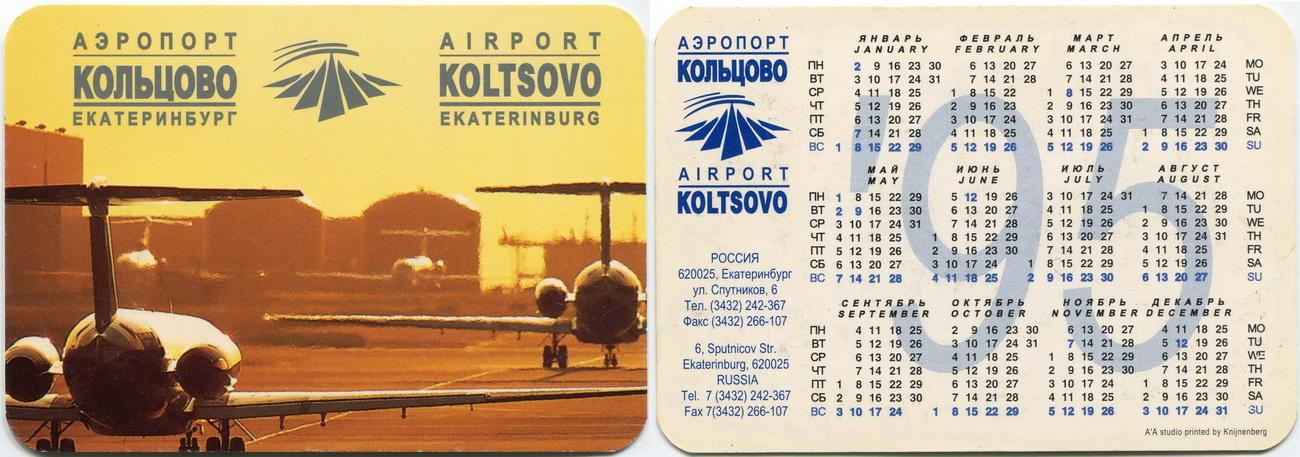 АЭРОПОРТ
КОЛЬЦОВО
ЕКАТЕРИНБУРГ
AIRPORT
KOLTSOVO
EKATERINBURG
АЭРОПОРТ
КОЛЬЦОВО
AIRPORT
KOLTSOVO
РОССИЯ
620025, Екатеринбург
ул. Спутников, 6
Тел. (3432) 242-367
Факс (3432) 266-107
6, Sputnicov Str.
Ekaterinburg, 620025
RUSSIA
Tel. 7 (3432) 242-367
Fax 7(3432) 266-107
'95
ЯНВАРЬ ФЕВРАЛЬ МАРТ АПРЕЛЬ
JANUARY FEBRUARY MARCH APRIL
ПН 2 9 16 23 30 6 13 20 27 6 13 20 27 3 10 17 24 MO
ВТ 3 10 17 24 31 7 14 21 28 7 14 21 28 4 11 18 25 TU
СР 4 11 18 25 1 8 15 22 1 8 15 22 29 5 12 19 26 WE
ЧТ 5 12 19 26 2 9 16 23 2 9 16 23 30 6 13 20 27 TH
ПТ 6 13 20 27 3 10 17 24 3 10 17 24 31 7 14 21 28 FR
СБ 7 14 21 28 4 11 18 25 4 11 18 25 1 8 15 22 29 SA
ВС 1 8 15 22 29 5 12 19 26 5 12 19 26 2 9 16 23 30 SU
МАЙ ИЮНЬ ИЮЛЬ АВГУСТ
MAY JUNE JULY AUGUST
ПН 1 8 15 22 29 5 12 19 26 3 10 17 24 31 7 14 21 28 MO
ВТ 2 9 16 23 30 6 13 20 27 4 11 18 25 1 8 15 22 29 TU
СР 3 10 17 24 31 7 14 21 28 5 12 19 26 2 9 16 23 30 WE
ЧТ 4 11 18 25 1 8 15 22 29 6 13 20 27 3 10 17 24 31 TH
ПТ 5 12 19 26 2 9 16 23 30 7 14 21 28 4 11 18 25 FR
СБ 6 13 20 27 3 10 17 24 1 8 15 22 29 5 12 19 26 SA
ВС 7 14 21 28 4 11 18 25 2 9 16 23 30 6 13 20 27 SU
СЕНТЯБРЬ ОКТЯБРЬ НОЯБРЬ ДЕКАБРЬ
SEPTEMBER OCTOBER NOVEMBER DECEMBER
ПН 4 11 18 25 2 9 16 23 30 6 13 20 27 4 11 18 25 MO
ВТ 5 12 19 26 3 10 17 24 31 7 14 21 28 5 12 19 26 TU
СР 6 13 20 27 4 11 18 25 1 8 15 22 29 6 13 20 27 WE
ЧТ 7 14 21 28 5 12 19 26 2 9 16 23 30 7 14 21 28 TH
ПТ 1 8 15 22 29 6 13 20 27 3 10 17 24 1 8 15 22 29 FR
СБ 2 9 16 23 30 7 14 21 28 4 11 18 25 2 9 16 23 30 SA
ВС 3 10 17 24 1 8 15 22 29 5 12 19 26 3 10 17 24 31 SU
A'A studio printed by Knijnenberg